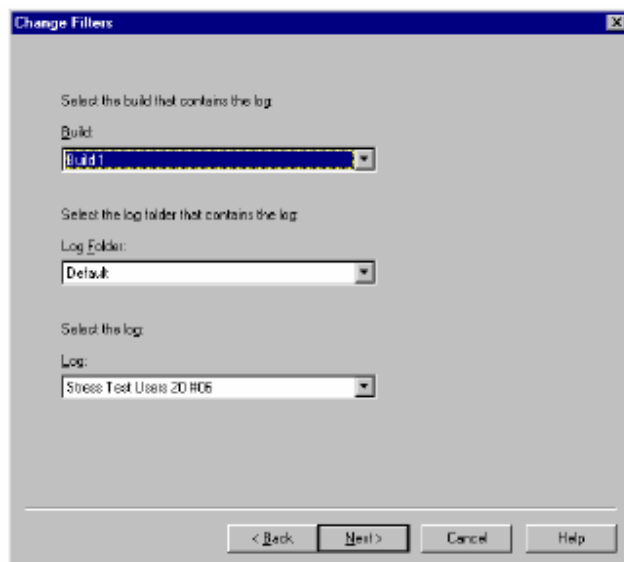 Change Filters
Select the build that contains the log:
Build:
Build 1
Select the log folder that contains the log:
Log Folder:
Default
Select the log:
Log:
Stress Test Users 20 #06
< Back
Next >
Cancel
Help